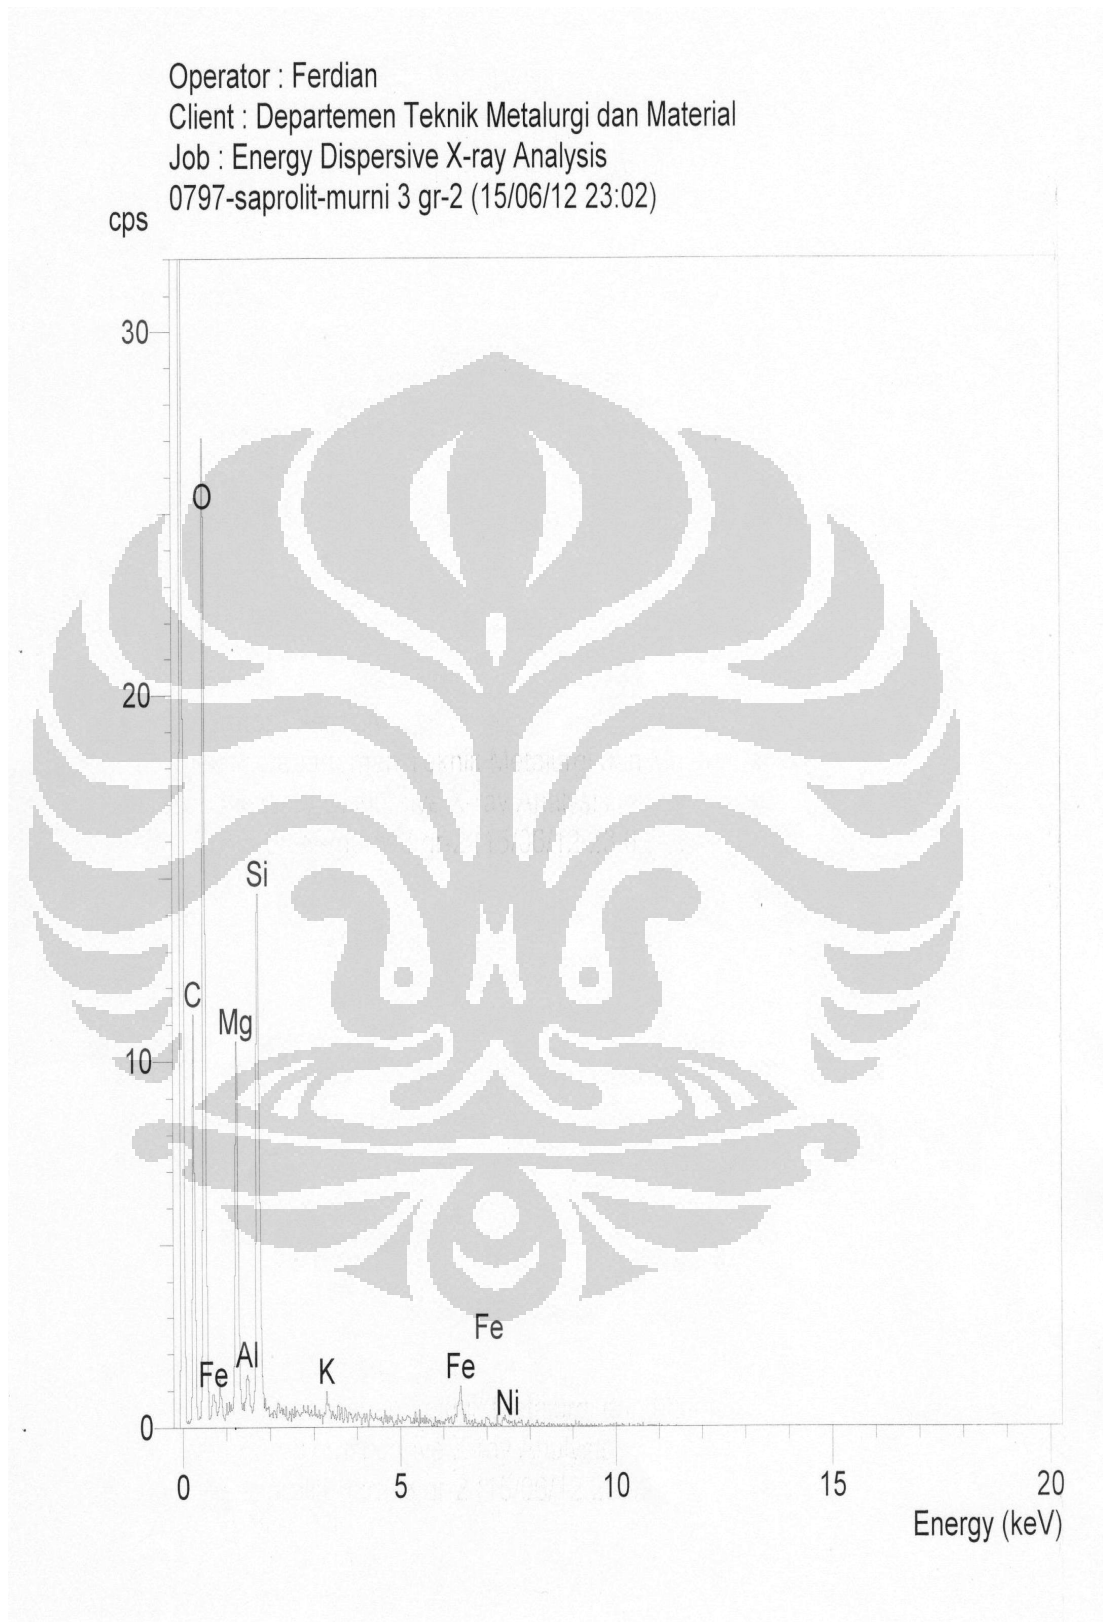 Operator : Ferdian
Client : Departemen Teknik Metalurgi dan Material
Job : Energy Dispersive X-ray Analysis
0797-saprolit-murni 3 gr-2 (15/06/12 23:02)
cps
30
O
20
Si
C
Mg
10
Fe
Fe Al K Fe
Ni
0
0 5 10 15 20
Energy (keV)